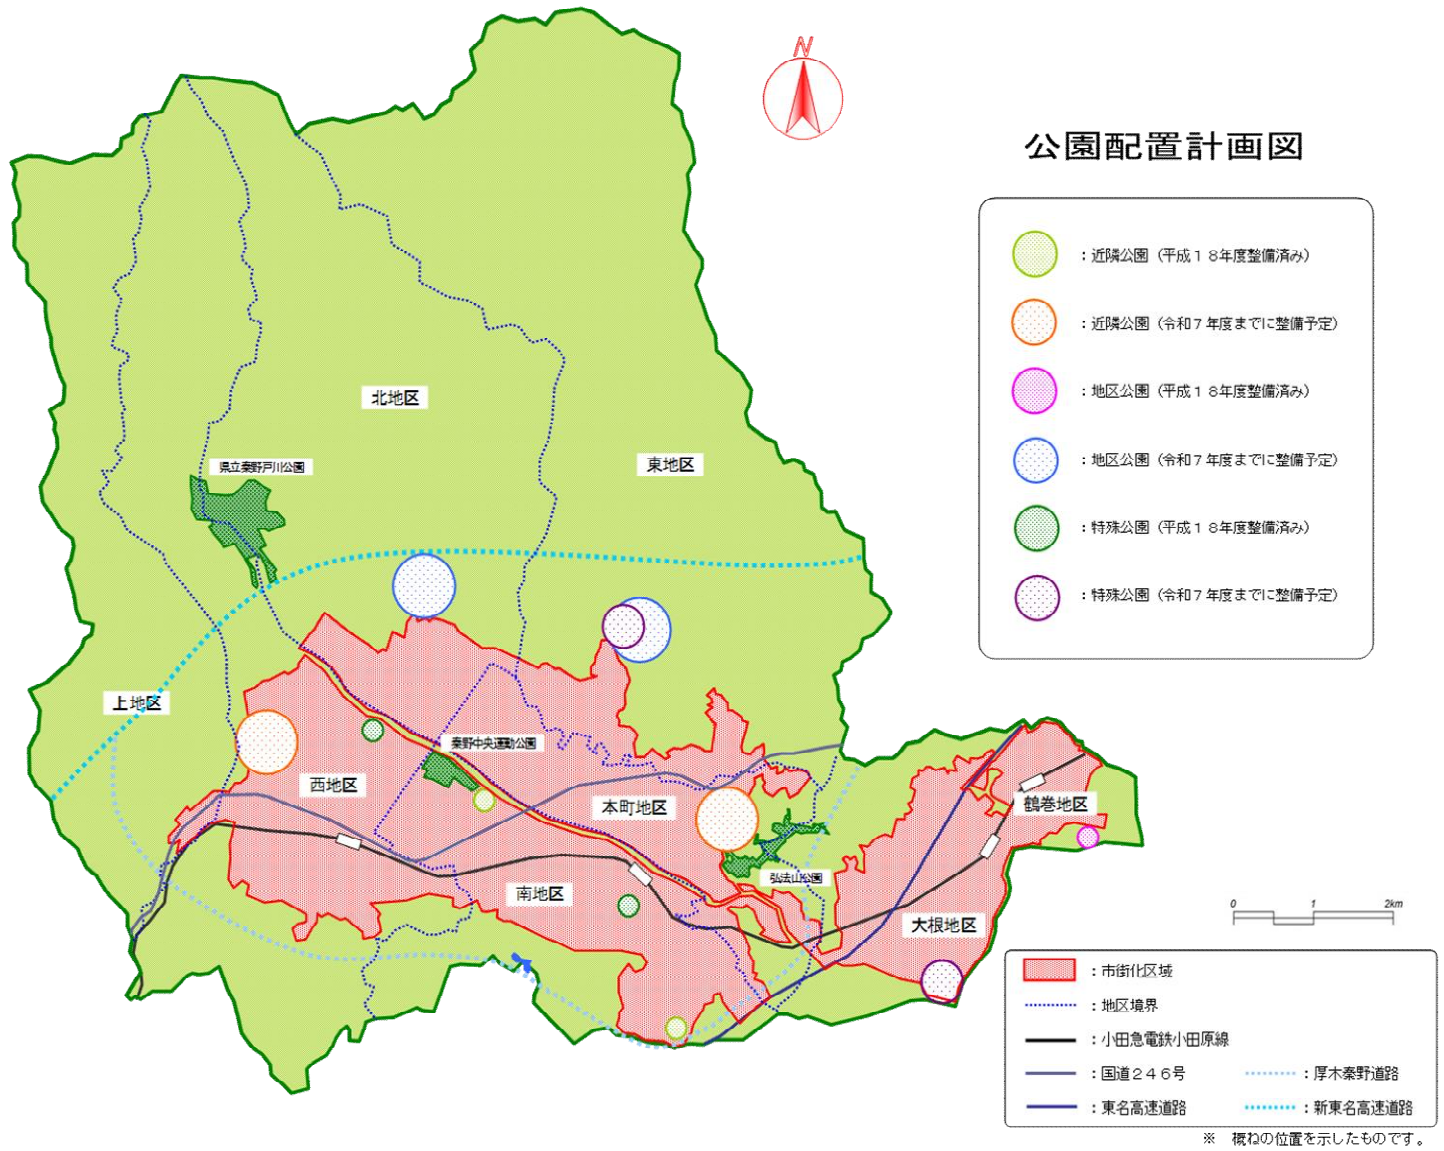 N
公園配置計画図
：近隣公園（平成１８年度整備済み）
：近隣公園（令和７年度までに整備予定）
：地区公園（平成１８年度整備済み）
：地区公園（令和７年度までに整備予定）
：特殊公園（平成１８年度整備済み）
：特殊公園（令和７年度までに整備予定）
北地区
県立秦野戸川公園
東地区
上地区
秦野中央運動公園
西地区
本町地区
鶴巻地区
弘法山公園
南地区
大根地区
0 1 2km
：市街化区域
：地区境界
：小田急電鉄小田原線
：国道２４６号
：厚木秦野道路
：東名高速道路
：新東名高速道路
※　概ねの位置を示したものです。